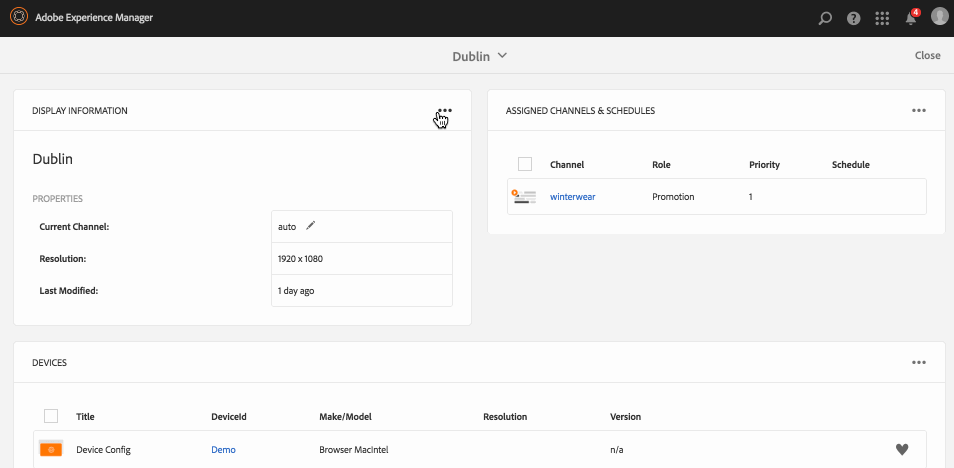 Adobe Experience Manager
4
Dublin
Close
DISPLAY INFORMATION
Dublin
PROPERTIES
Current Channel: auto
Resolution: 1920 x 1080
Last Modified: 1 day ago
ASSIGNED CHANNELS & SCHEDULES
Channel Role Priority Schedule
winterwear Promotion 1
DEVICES
Title DeviceId Make/Model Resolution Version
Device Config Demo Browser MacIntel n/a